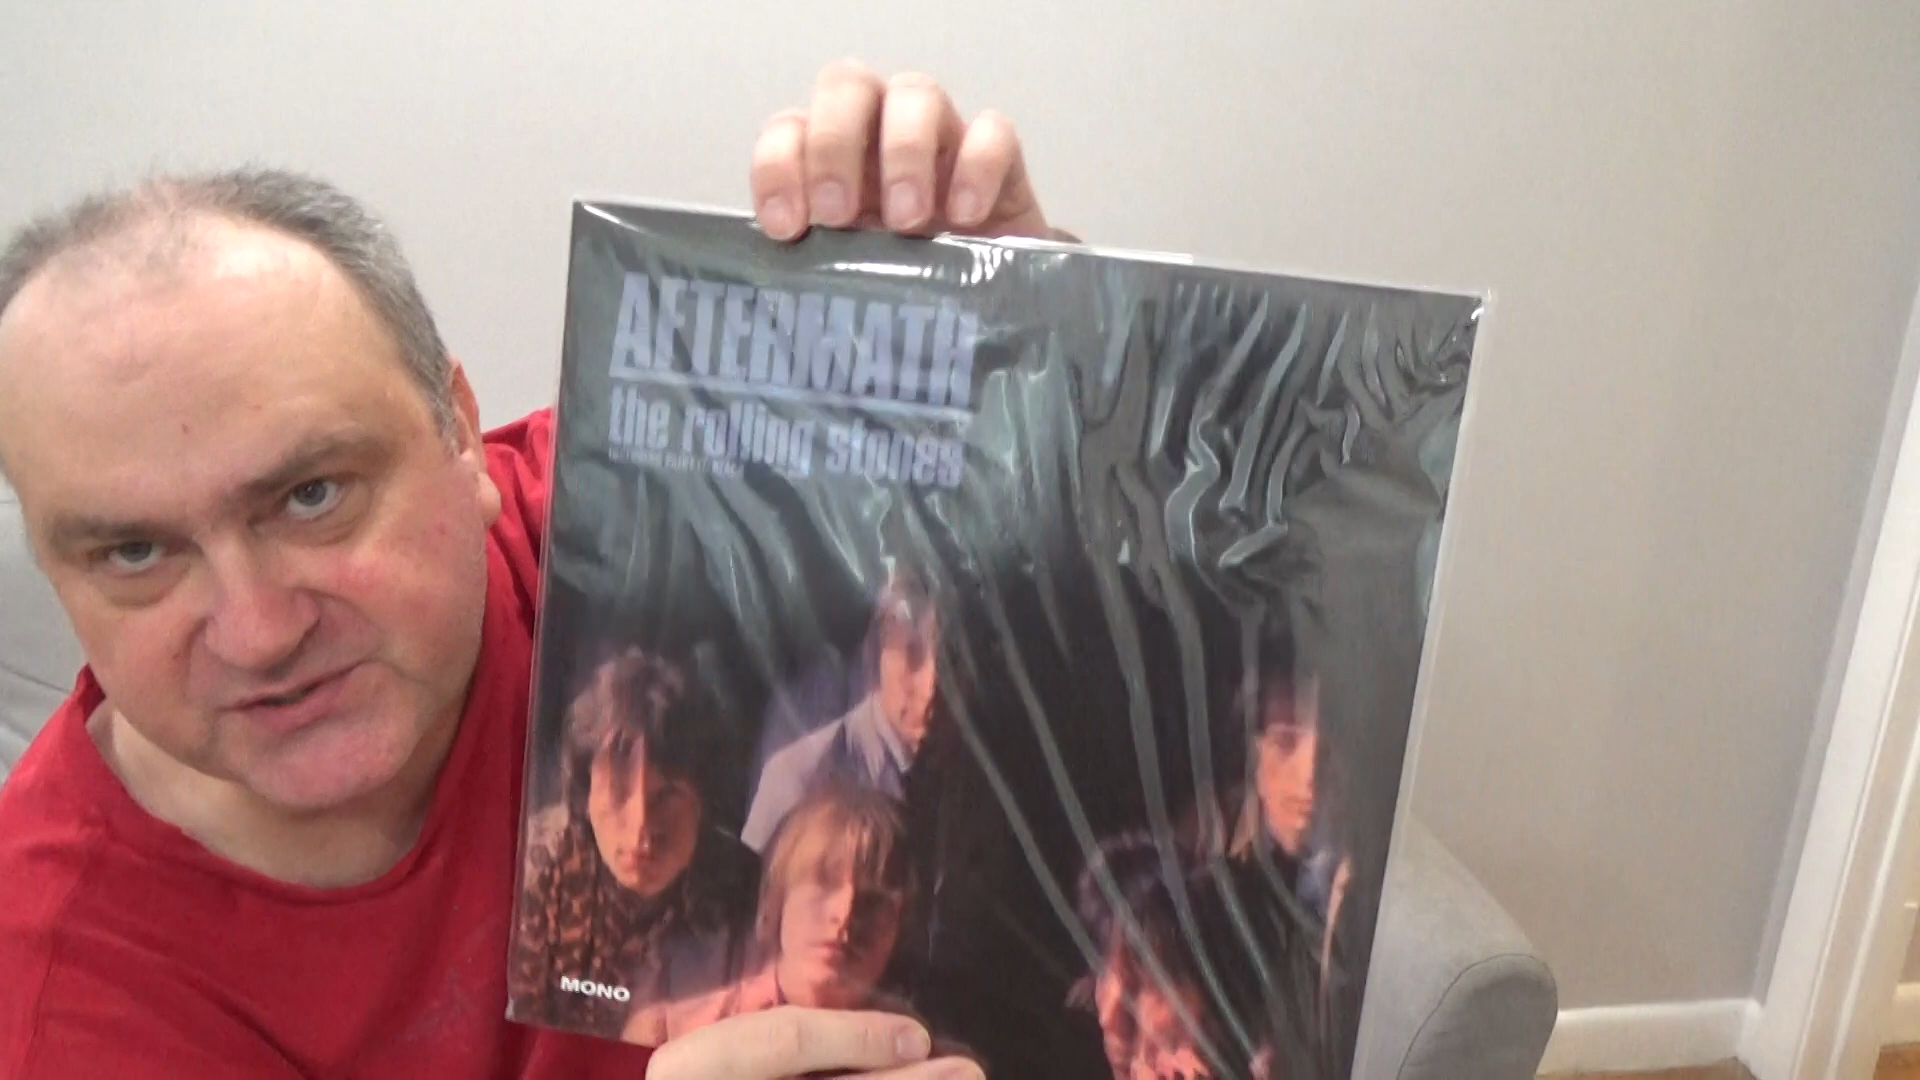 AFTERMATH
the rolling stones
MONO